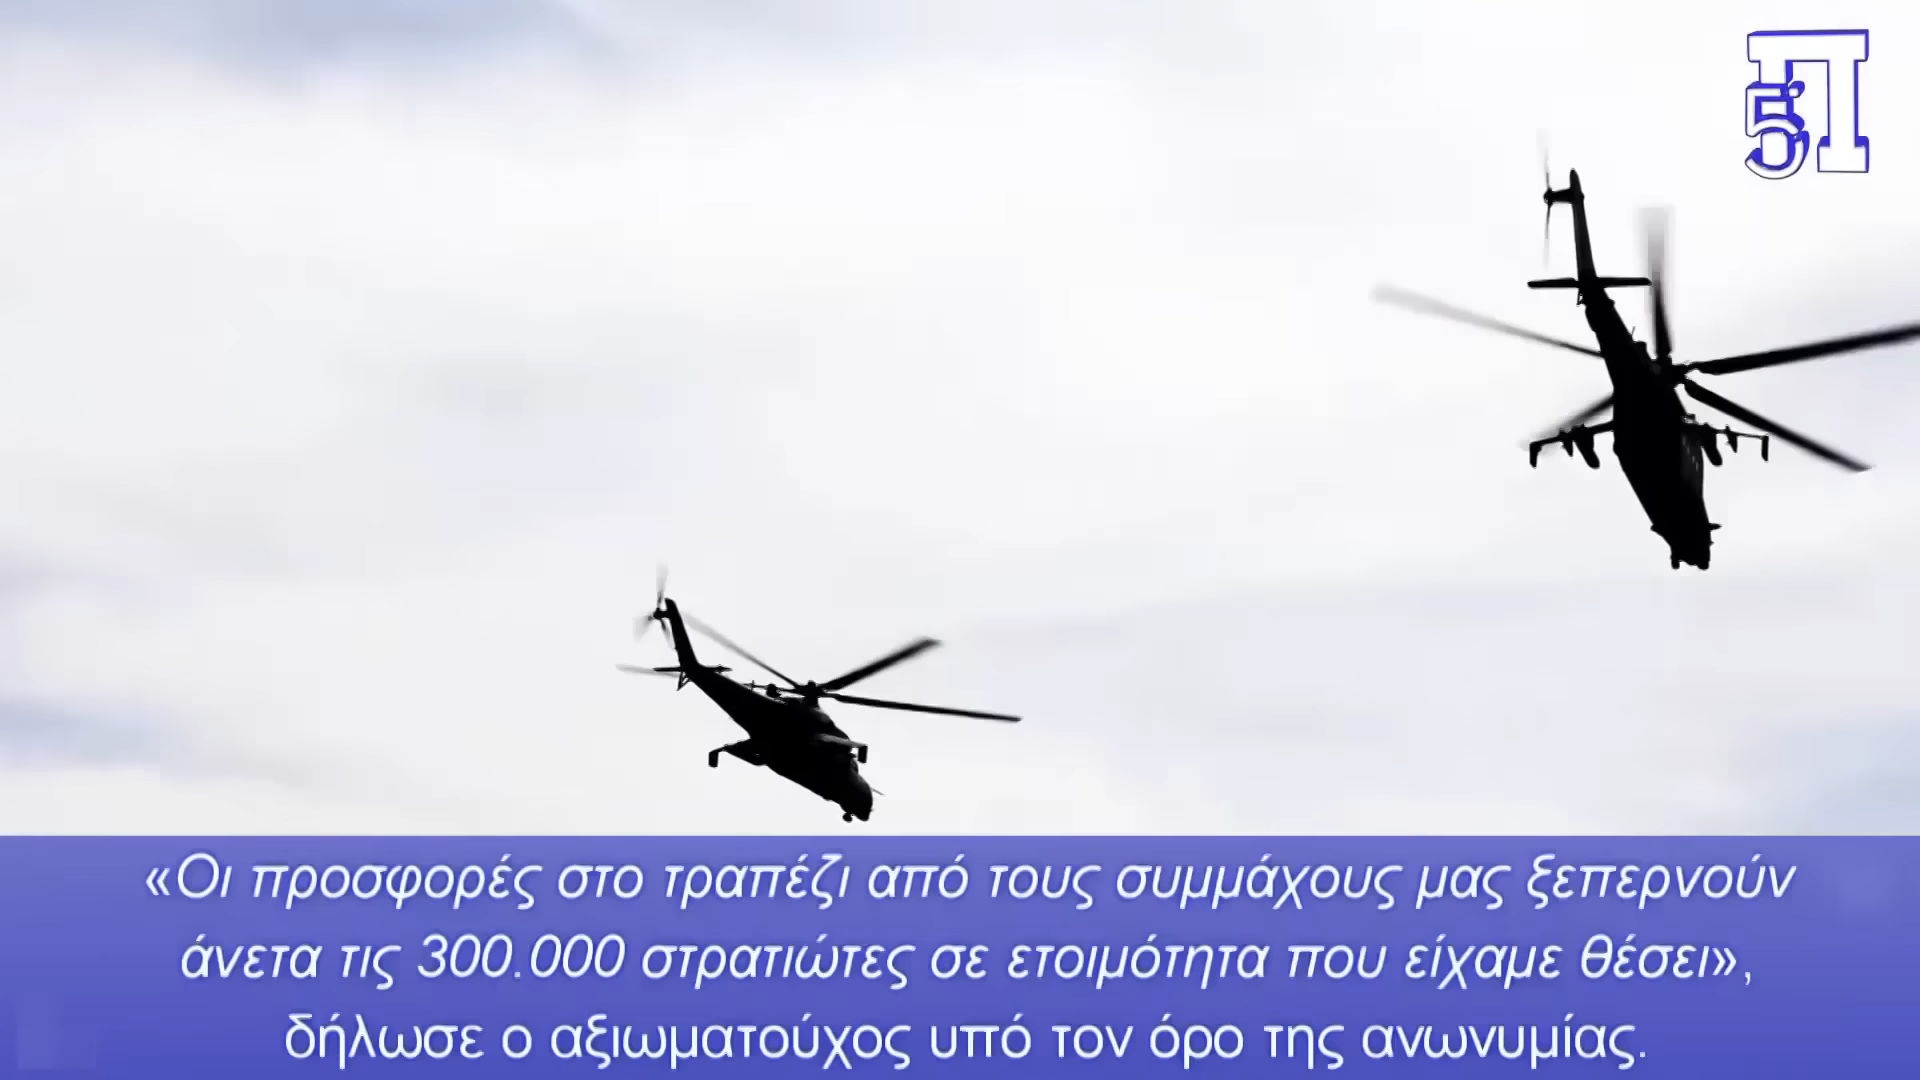 5Π
«Οι προσφορές στο τραπέζι από τους συμμάχους μας ξεπερνούν
άνετα τις 300.000 στρατιώτες σε ετοιμότητα που είχαμε θέσει»,
δήλωσε ο αξιωματούχος υπό τον όρο της ανωνυμίας.